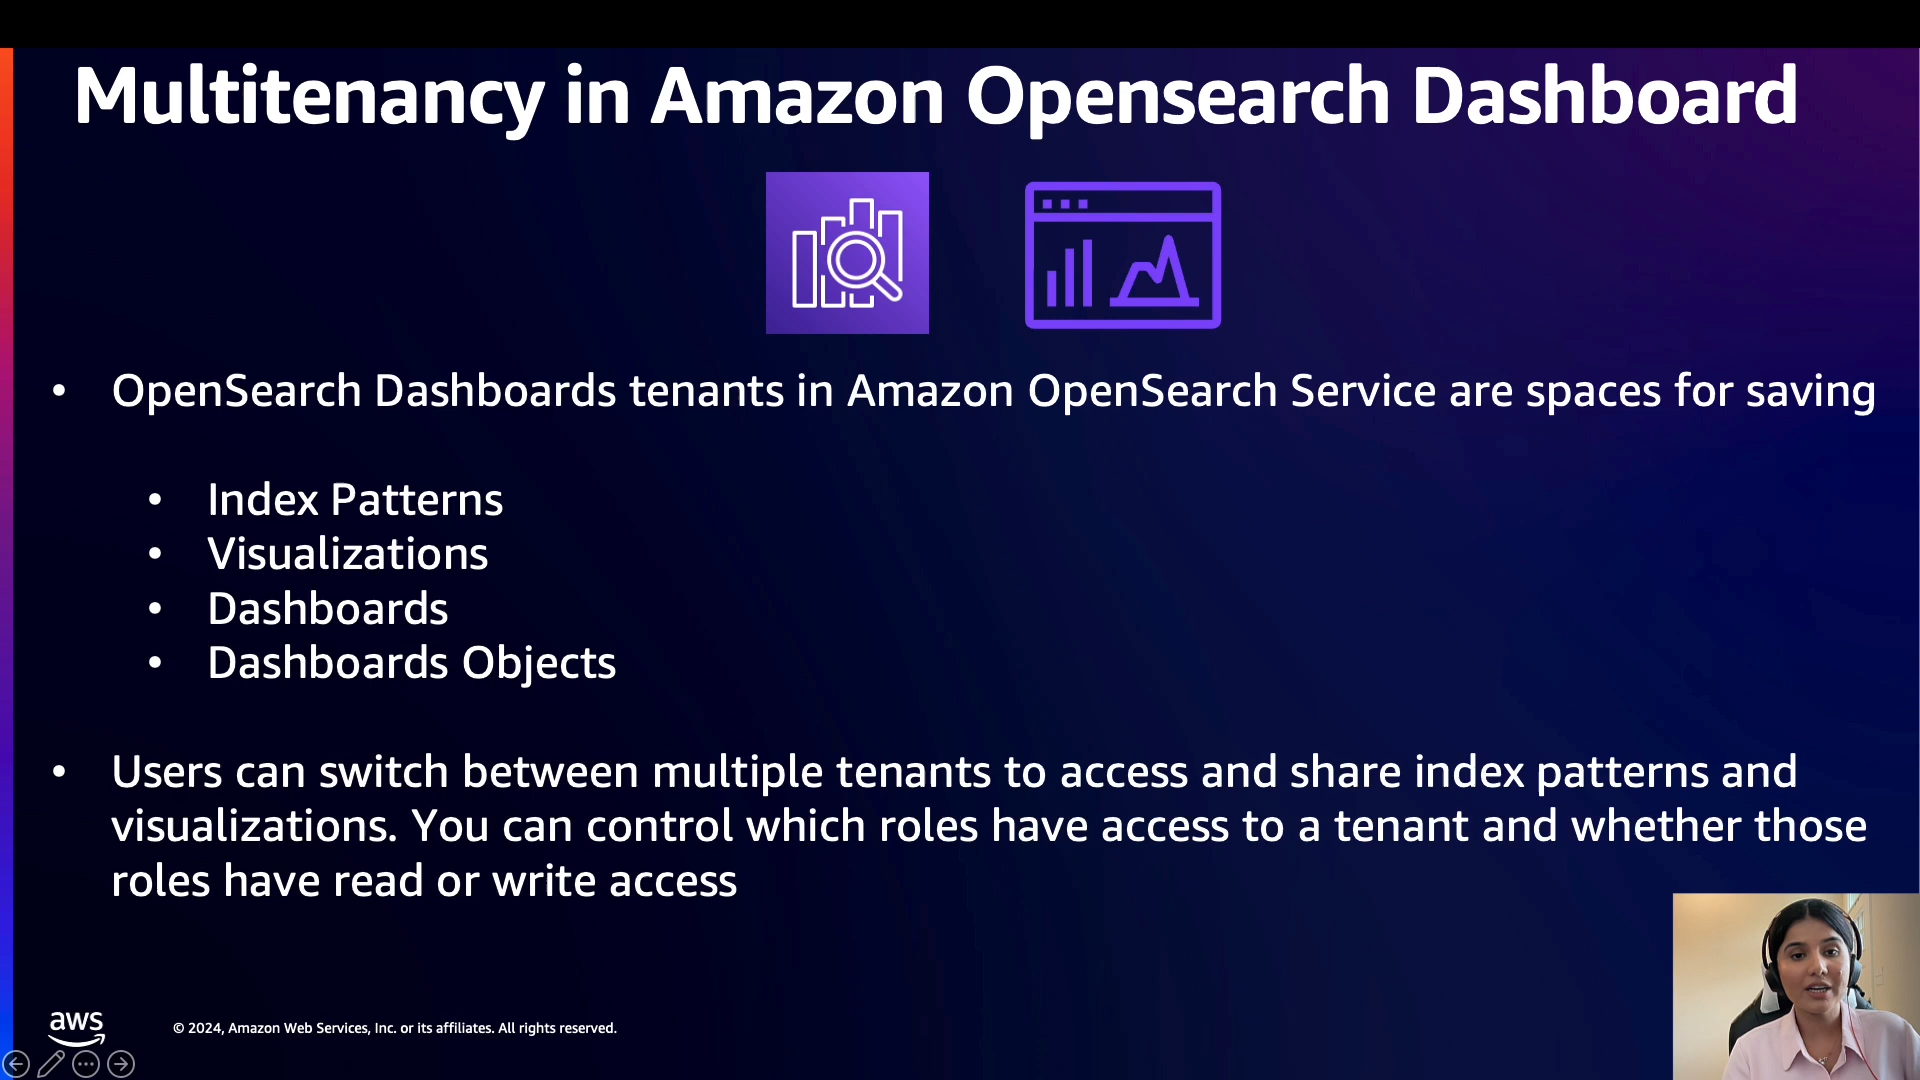 Multitenancy in Amazon Opensearch Dashboard
• OpenSearch Dashboards tenants in Amazon OpenSearch Service are spaces for saving
• Index Patterns
• Visualizations
• Dashboards
• Dashboards Objects
• Users can switch between multiple tenants to access and share index patterns and
visualizations. You can control which roles have access to a tenant and whether those
roles have read or write access
aws
© 2024, Amazon Web Services, Inc. or its affiliates. All rights reserved.